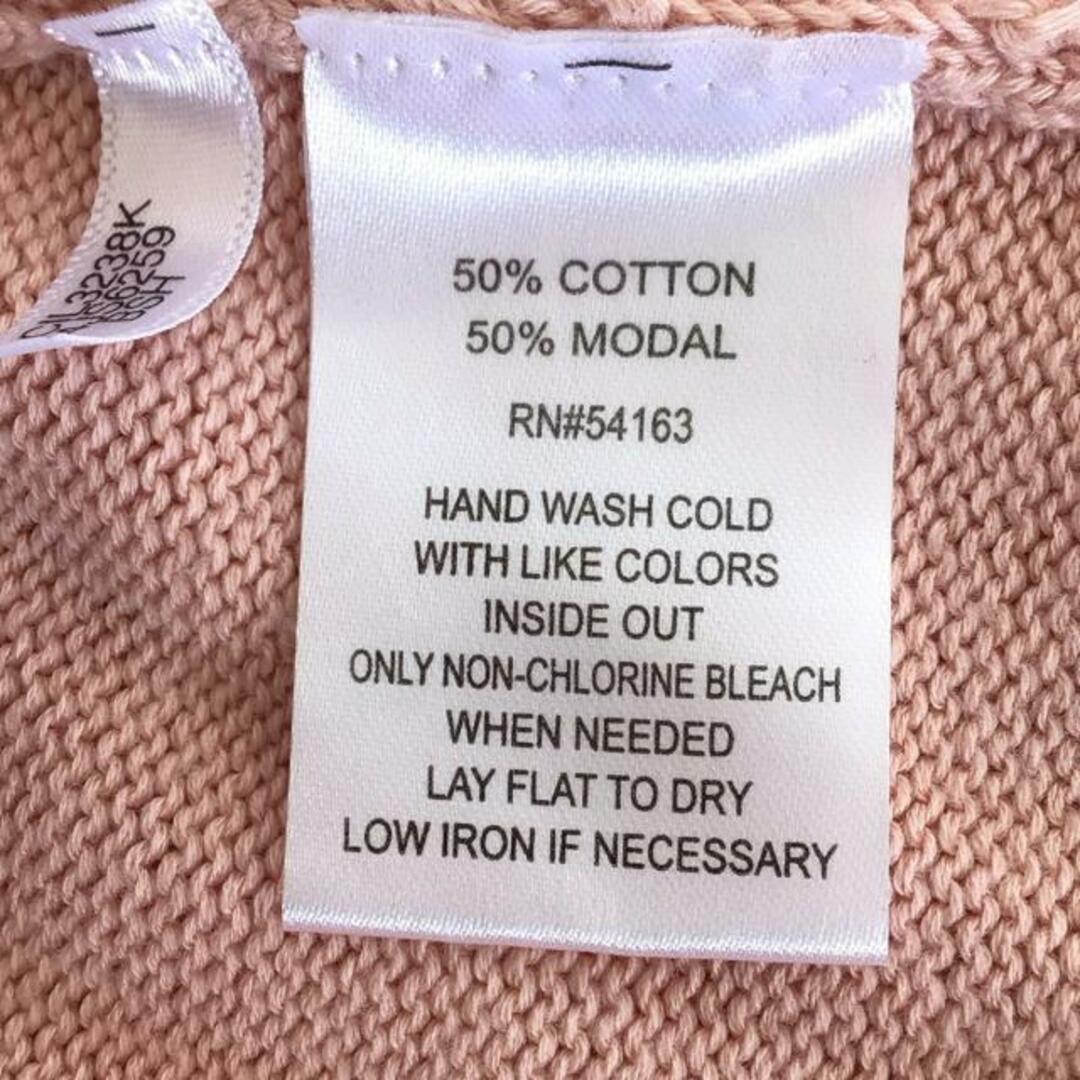 50% COTTON
50% MODAL
RN#54163
HAND WASH COLD
WITH LIKE COLORS
INSIDE OUT
ONLY NON-CHLORINE BLEACH
WHEN NEEDED
LAY FLAT TO DRY
LOW IRON IF NECESSARY
BSH